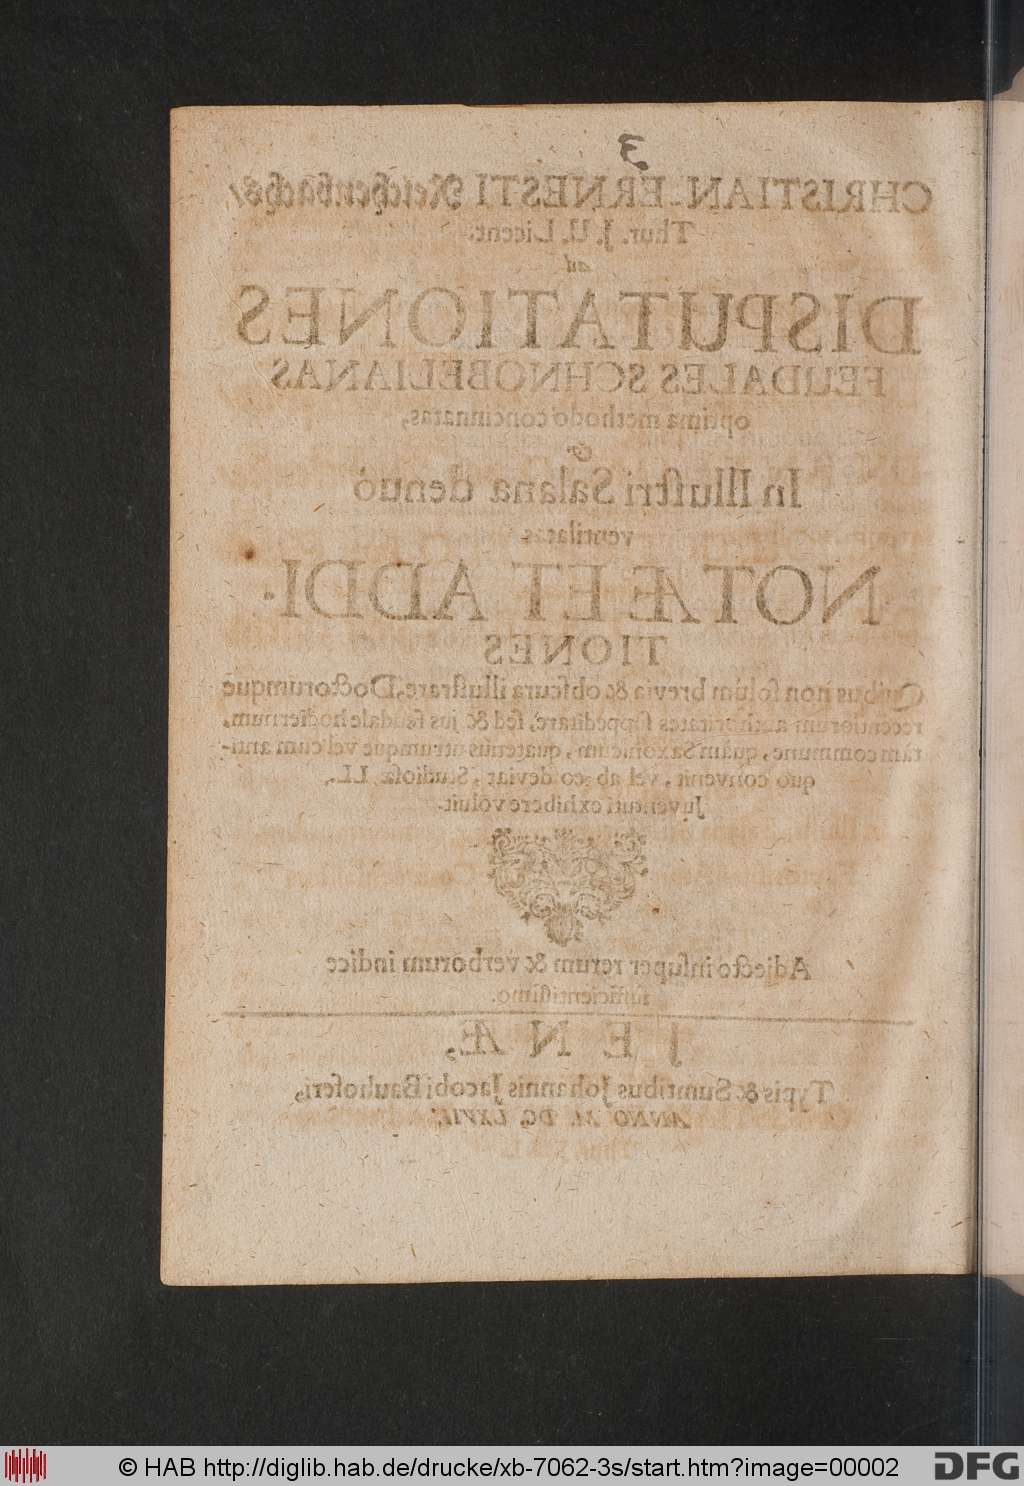 3
CHRISTIAN-ERNESTI Reichenbachs/
Thur. J. U. Licent:
ad
DISPUTATIONES
FEUDALES SCHNOBELIANAS
optima methodo concinnatas,
&
In Illustri Salana denuò
ventilatas
NOTÆ ET ADDI-
TIONES
Quibus non solùm brevia & obscura illustrare, Doctorumque
recentiorum authoritates suppeditare, sed & jus feudale hodiernum,
tàm commune, quàm Saxonicum, quatenus utrumque vel cum anti-
quo convenit, vel ab eo deviat, Studiosæ LL.
Juventuti exhibere voluit.
Adjecto insuper rerum & verborum indice
sufficientissimo.
JENÆ,
Typis & Sumtibus Johannis Jacobi Bauhoferi,
ANNO M. DC. LXVII.
© HAB http://diglib.hab.de/drucke/xb-7062-3s/start.htm?image=00002
DFG